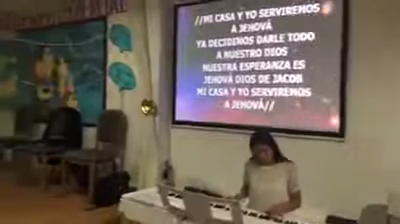 //MI CASA Y YO SERVIREMOS
A JEHOVÁ
YA DECIDIMOS DARLE TODO
A NUESTRO DIOS
NUESTRA ESPERANZA ES
JEHOVÁ DIOS DE JACOB
MI CASA Y YO SERVIREMOS
A JEHOVÁ//